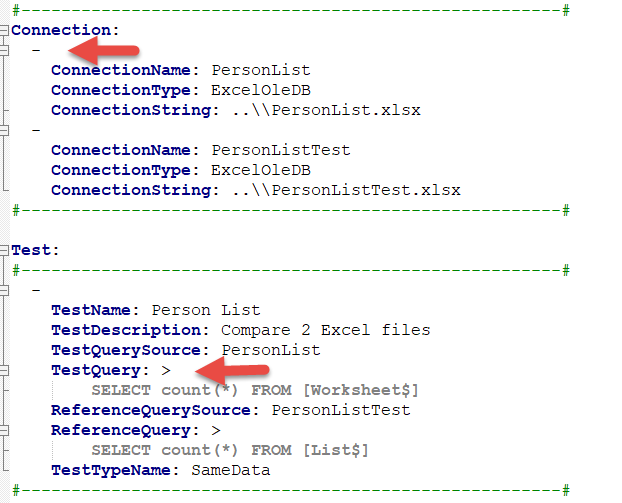 #------------------------------------------------------#
Connection:
  -
    ConnectionName: PersonList
    ConnectionType: ExcelOleDB
    ConnectionString: ..\\PersonList.xlsx
  -
    ConnectionName: PersonListTest
    ConnectionType: ExcelOleDB
    ConnectionString: ..\\PersonListTest.xlsx
#------------------------------------------------------#
Test:
#------------------------------------------------------#
  -
    TestName: Person List
    TestDescription: Compare 2 Excel files
    TestQuerySource: PersonList
    TestQuery: >
        SELECT count(*) FROM [Worksheet$]
    ReferenceQuerySource: PersonListTest
    ReferenceQuery: >
        SELECT count(*) FROM [List$]
    TestTypeName: SameData
#------------------------------------------------------#